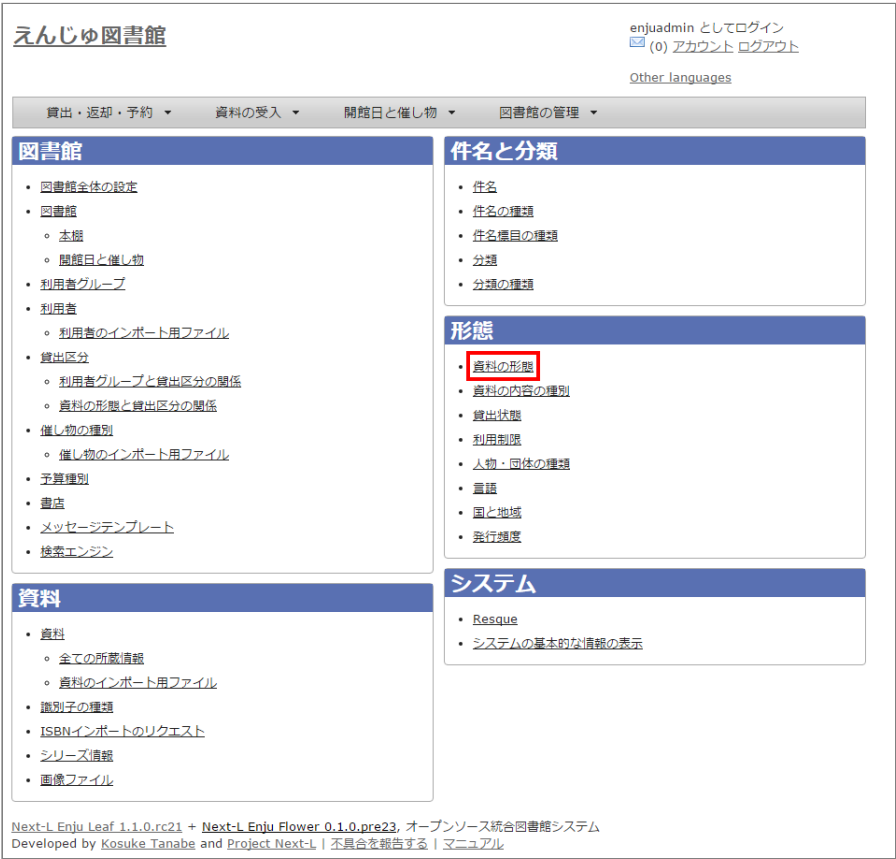 えんじゅ図書館
enjuadmin としてログイン
(0) アカウント ログアウト
Other languages
貸出・返却・予約 ▼ 資料の受入 ▼ 開館日と催し物 ▼ 図書館の管理 ▼
図書館
• 図書館全体の設定
• 図書館
◦ 本棚
◦ 開館日と催し物
• 利用者グループ
• 利用者
◦ 利用者のインポート用ファイル
• 貸出区分
◦ 利用者グループと貸出区分の関係
◦ 資料の形態と貸出区分の関係
• 催し物の種別
◦ 催し物のインポート用ファイル
• 予算種別
• 書店
• メッセージテンプレート
• 検索エンジン
資料
• 資料
◦ 全ての所蔵情報
◦ 資料のインポート用ファイル
• 識別子の種類
• ISBNインポートのリクエスト
• シリーズ情報
• 画像ファイル
件名と分類
• 件名
• 件名の種類
• 件名標目の種類
• 分類
• 分類の種類
形態
• 資料の形態
• 資料の内容の種別
• 貸出状態
• 利用制限
• 人物・団体の種類
• 言語
• 国と地域
• 発行頻度
システム
• Resque
• システムの基本的な情報の表示
Next-L Enju Leaf 1.1.0.rc21 + Next-L Enju Flower 0.1.0.pre23, オープンソース統合図書館システム
Developed by Kosuke Tanabe and Project Next-L | 不具合を報告する | マニュアル